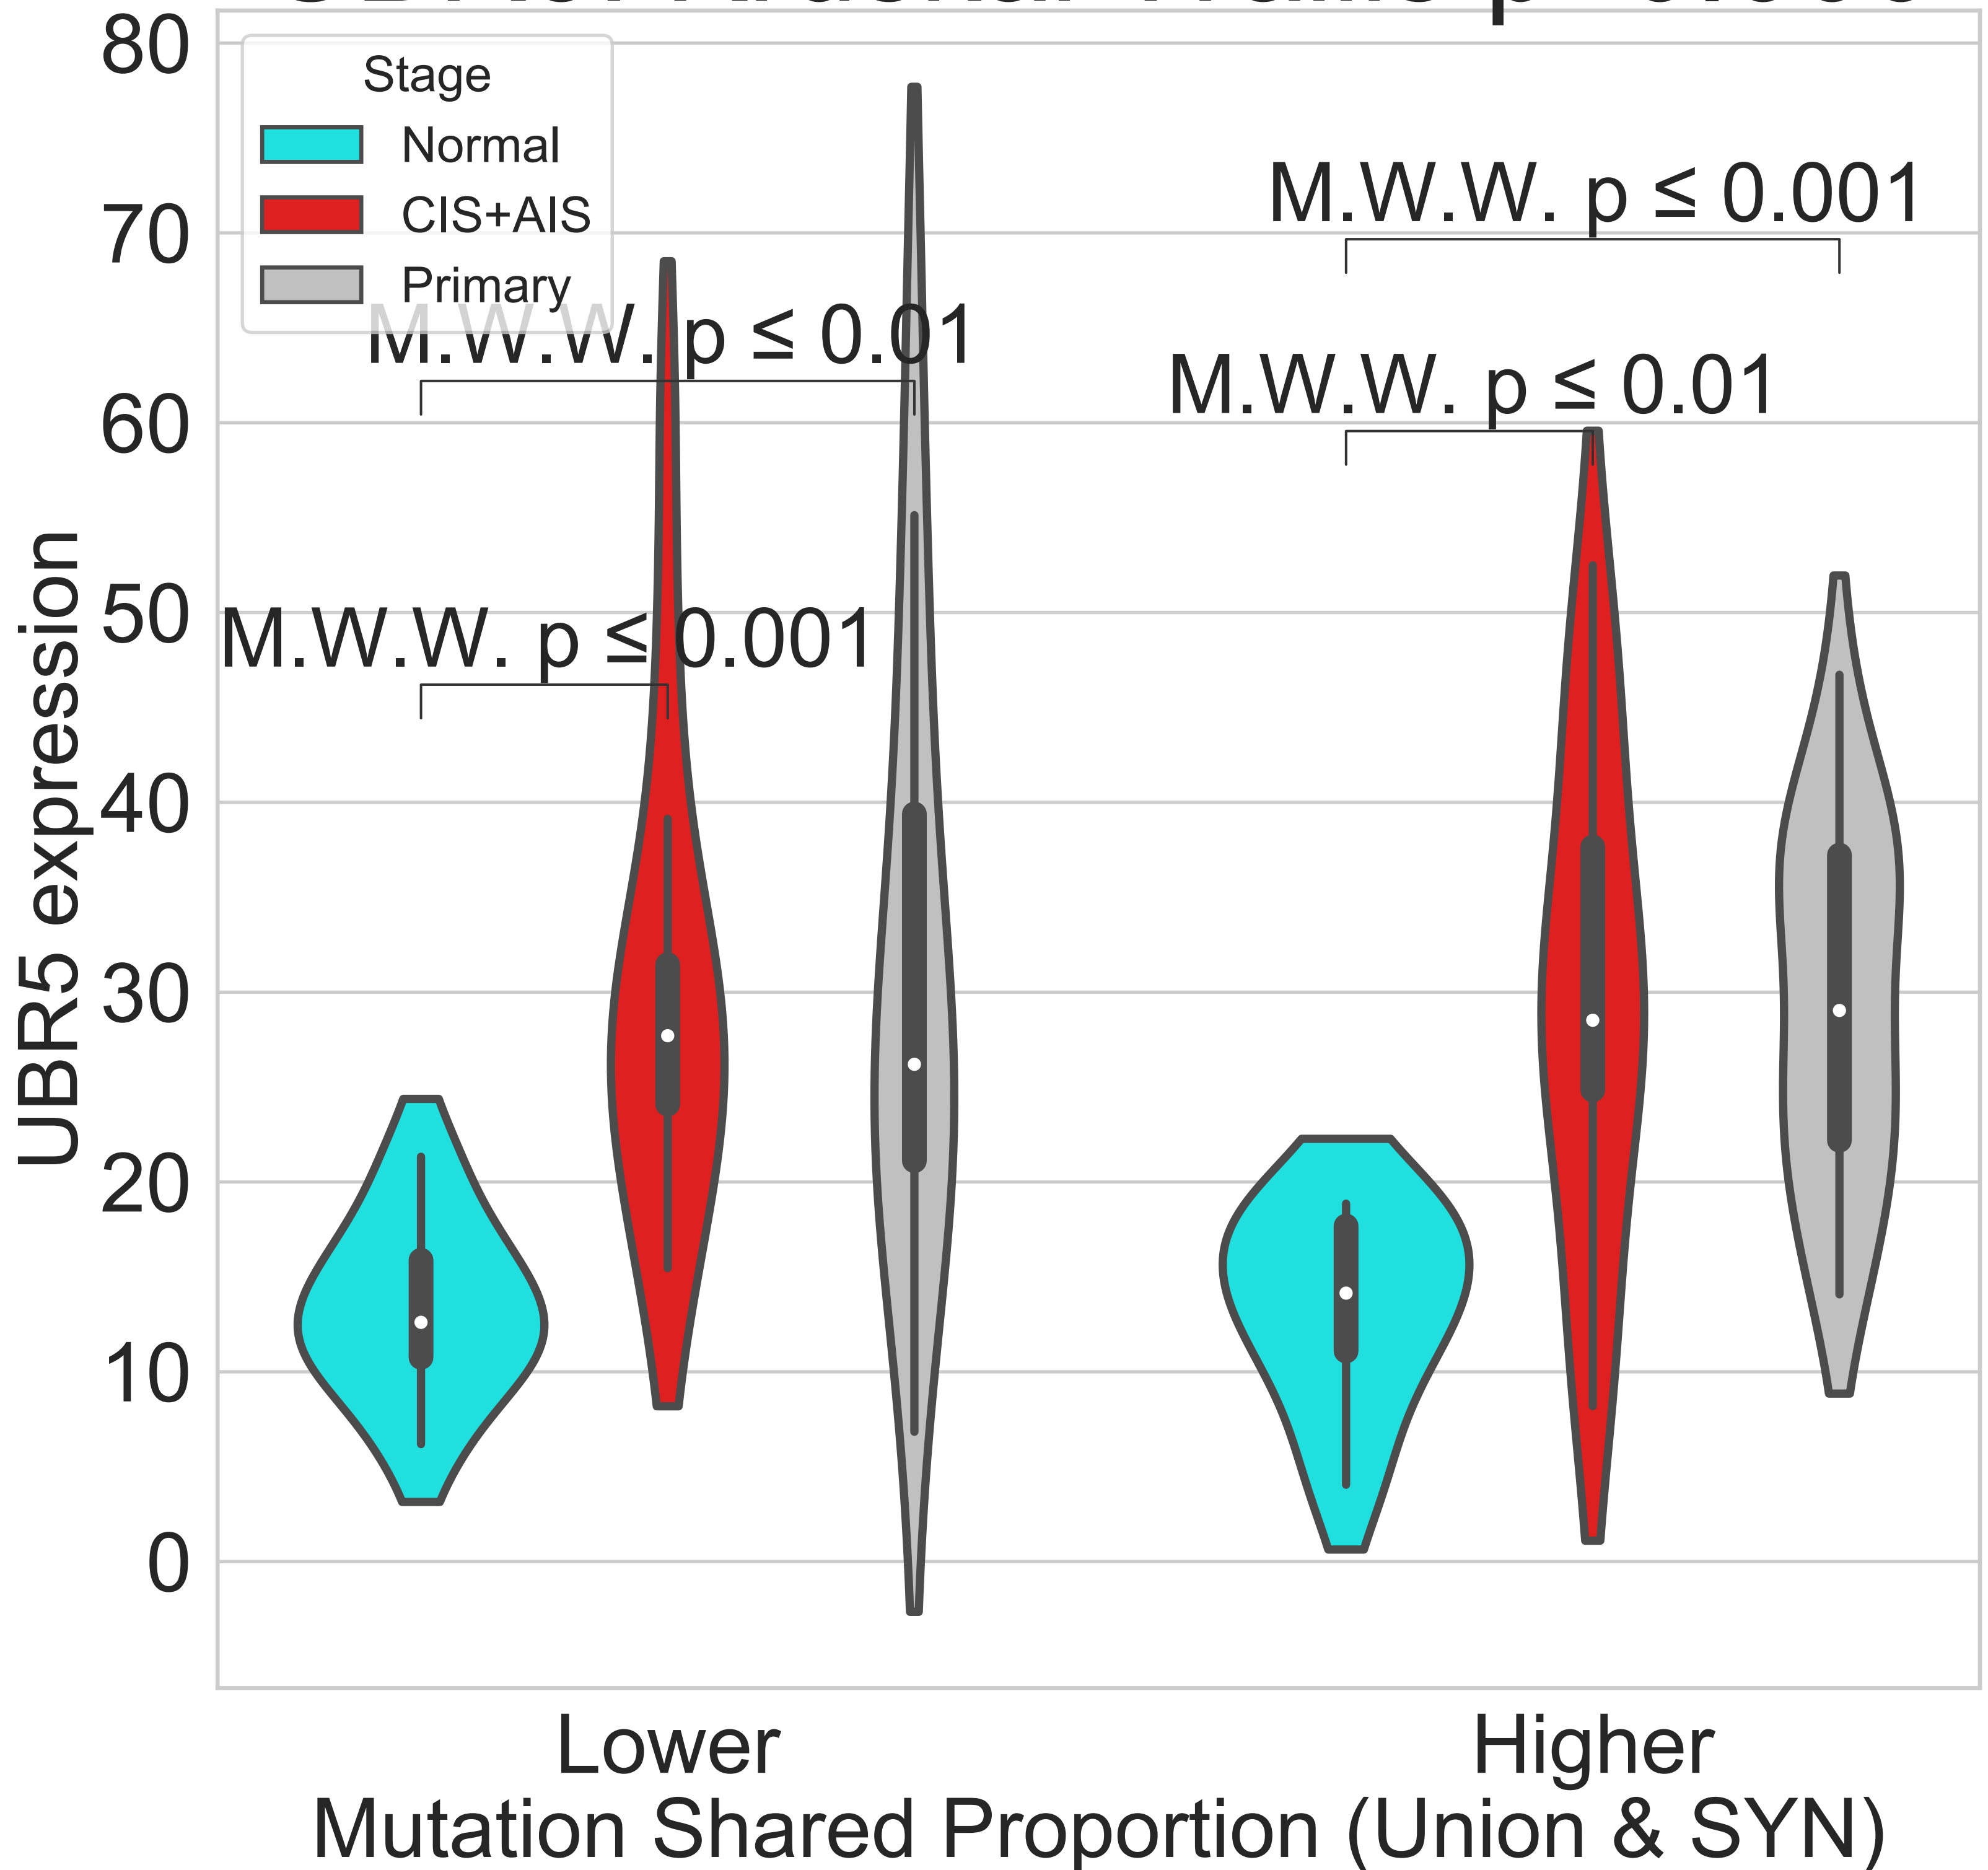 80
70
60
50
40
30
20
10
0
UBR5 expression
Stage
Normal
CIS+AIS
Primary
M.W.W. p ≤ 0.001
M.W.W. p ≤ 0.01
M.W.W. p ≤ 0.01
M.W.W. p ≤ 0.001
Lower
Higher
Mutation Shared Proportion (Union & SYN)